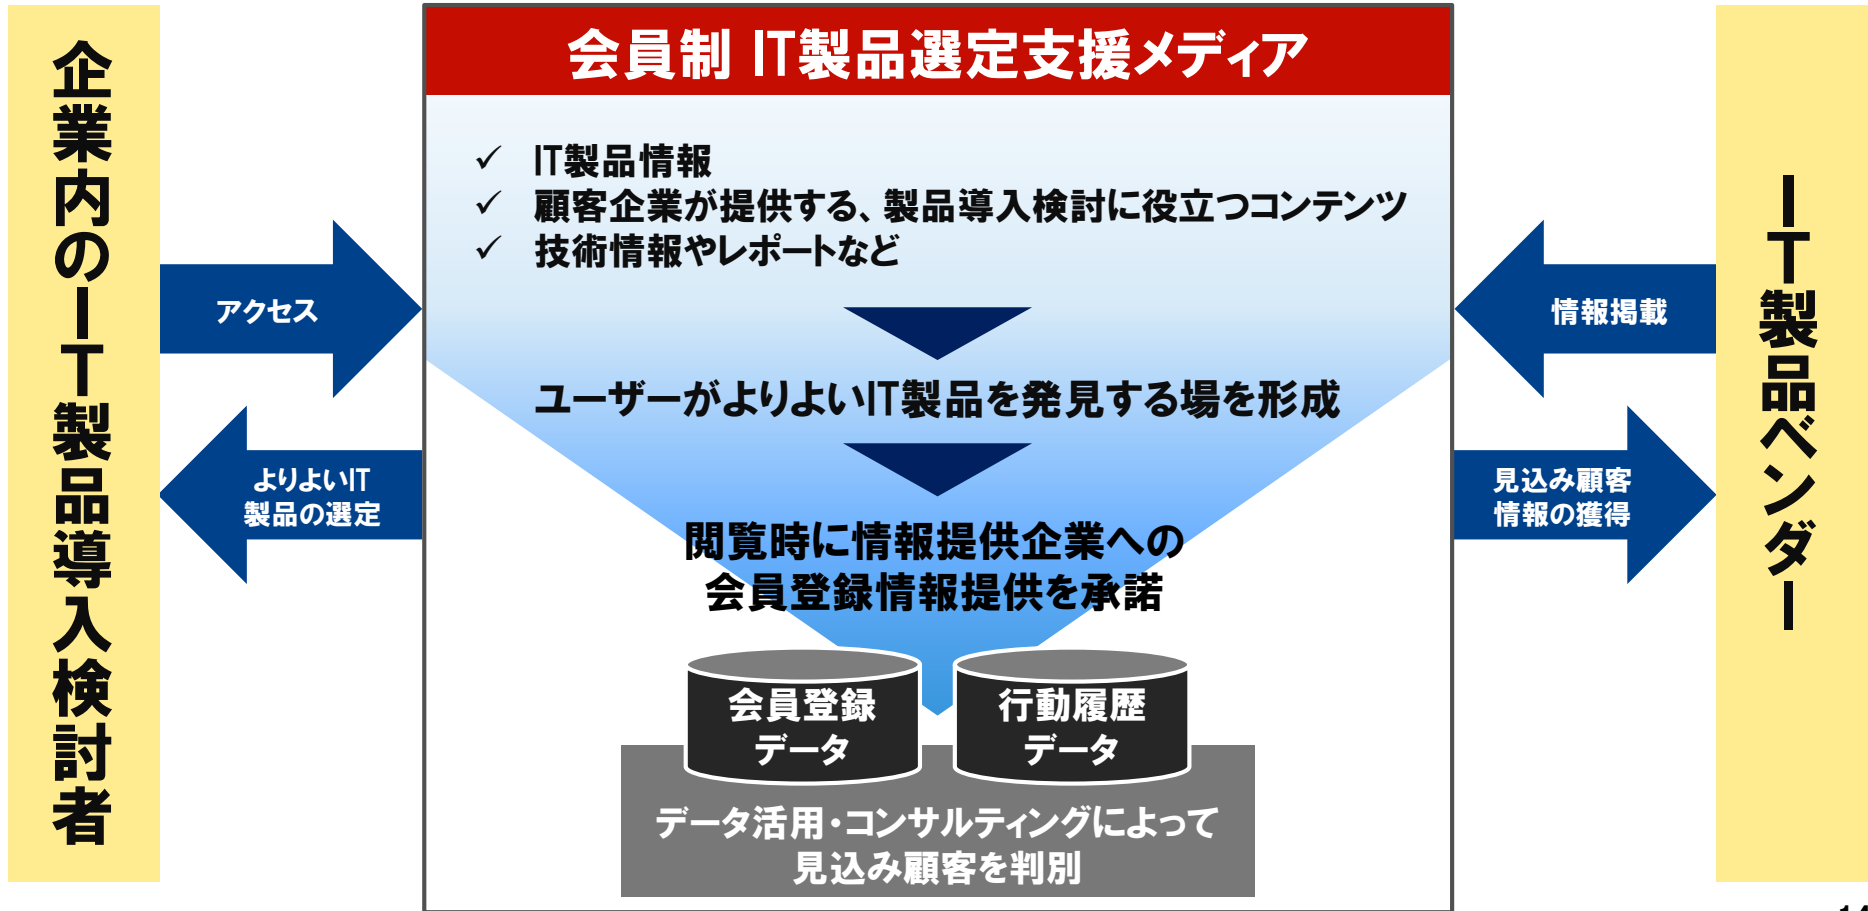 会員制 IT製品選定支援メディア
企業内のIT製品導入検討者
✓ IT製品情報
✓ 顧客企業が提供する、製品導入検討に役立つコンテンツ
✓ 技術情報やレポートなど
アクセス
よりよいIT
製品の選定
ユーザーがよりよいIT製品を発見する場を形成
閲覧時に情報提供企業への
会員登録情報提供を承諾
会員登録
データ
行動履歴
データ
データ活用・コンサルティングによって
見込み顧客を判別
情報掲載
見込み顧客
情報の獲得
IT製品ベンダー